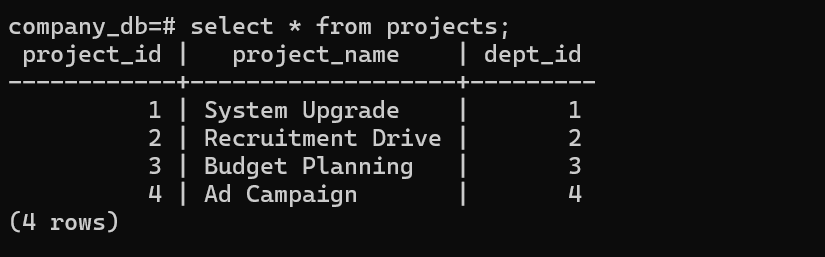 company_db=# select * from projects;
 project_id |   project_name    | dept_id
------------+-------------------+---------
          1 | System Upgrade    |       1
          2 | Recruitment Drive |       2
          3 | Budget Planning   |       3
          4 | Ad Campaign       |       4
(4 rows)